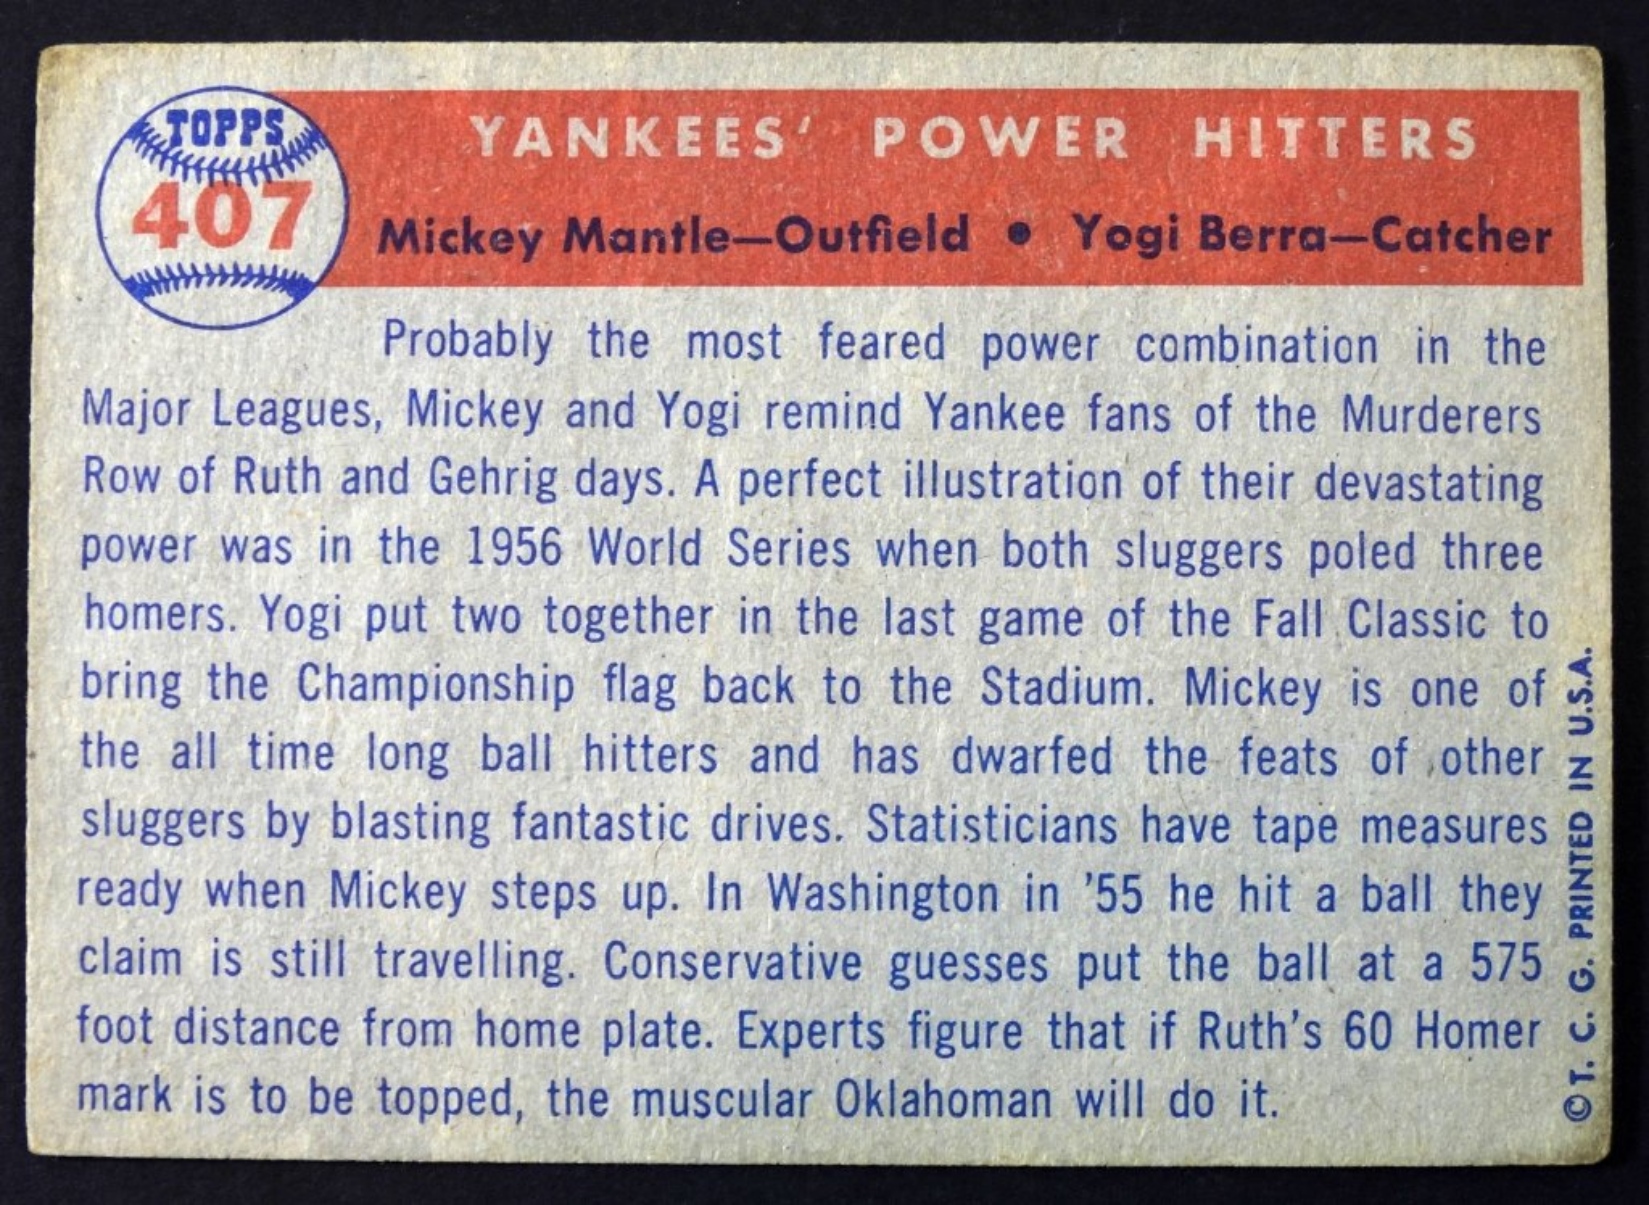 TOPPS
407
YANKEES' POWER HITTERS
Mickey Mantle—Outfield • Yogi Berra—Catcher
Probably the most feared power combination in the
Major Leagues, Mickey and Yogi remind Yankee fans of the Murderers
Row of Ruth and Gehrig days. A perfect illustration of their devastating
power was in the 1956 World Series when both sluggers poled three
homers. Yogi put two together in the last game of the Fall Classic to
bring the Championship flag back to the Stadium. Mickey is one of
the all time long ball hitters and has dwarfed the feats of other
sluggers by blasting fantastic drives. Statisticians have tape measures
ready when Mickey steps up. In Washington in '55 he hit a ball they
claim is still travelling. Conservative guesses put the ball at a 575
foot distance from home plate. Experts figure that if Ruth's 60 Homer
mark is to be topped, the muscular Oklahoman will do it.
© T. C. G. PRINTED IN U.S.A.